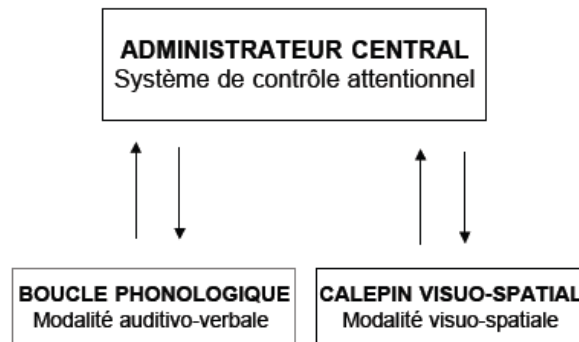 ADMINISTRATEUR CENTRAL
Système de contrôle attentionnel
BOUCLE PHONOLOGIQUE
Modalité auditivo-verbale
CALEPIN VISUO-SPATIAL
Modalité visuo-spatiale